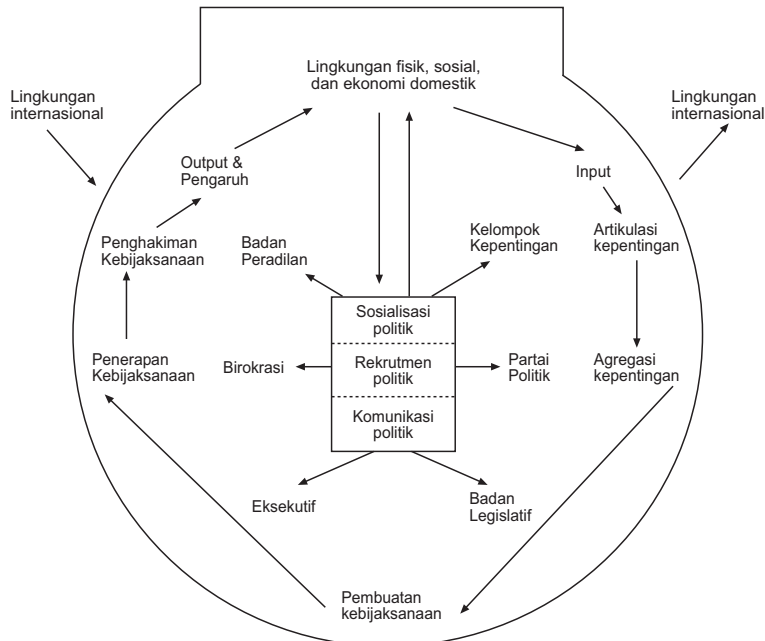 Lingkungan fisik, sosial,
dan ekonomi domestik
Lingkungan
internasional
Lingkungan
internasional
Output &
Pengaruh
Input
Penghakiman
Kebijaksanaan
Badan
Peradilan
Kelompok
Kepentingan
Artikulasi
kepentingan
Sosialisasi
politik
Penerapan
Kebijaksanaan
Birokrasi
Rekrutmen
politik
Partai
Politik
Agregasi
kepentingan
Komunikasi
politik
Eksekutif
Badan
Legislatif
Pembuatan
kebijaksanaan